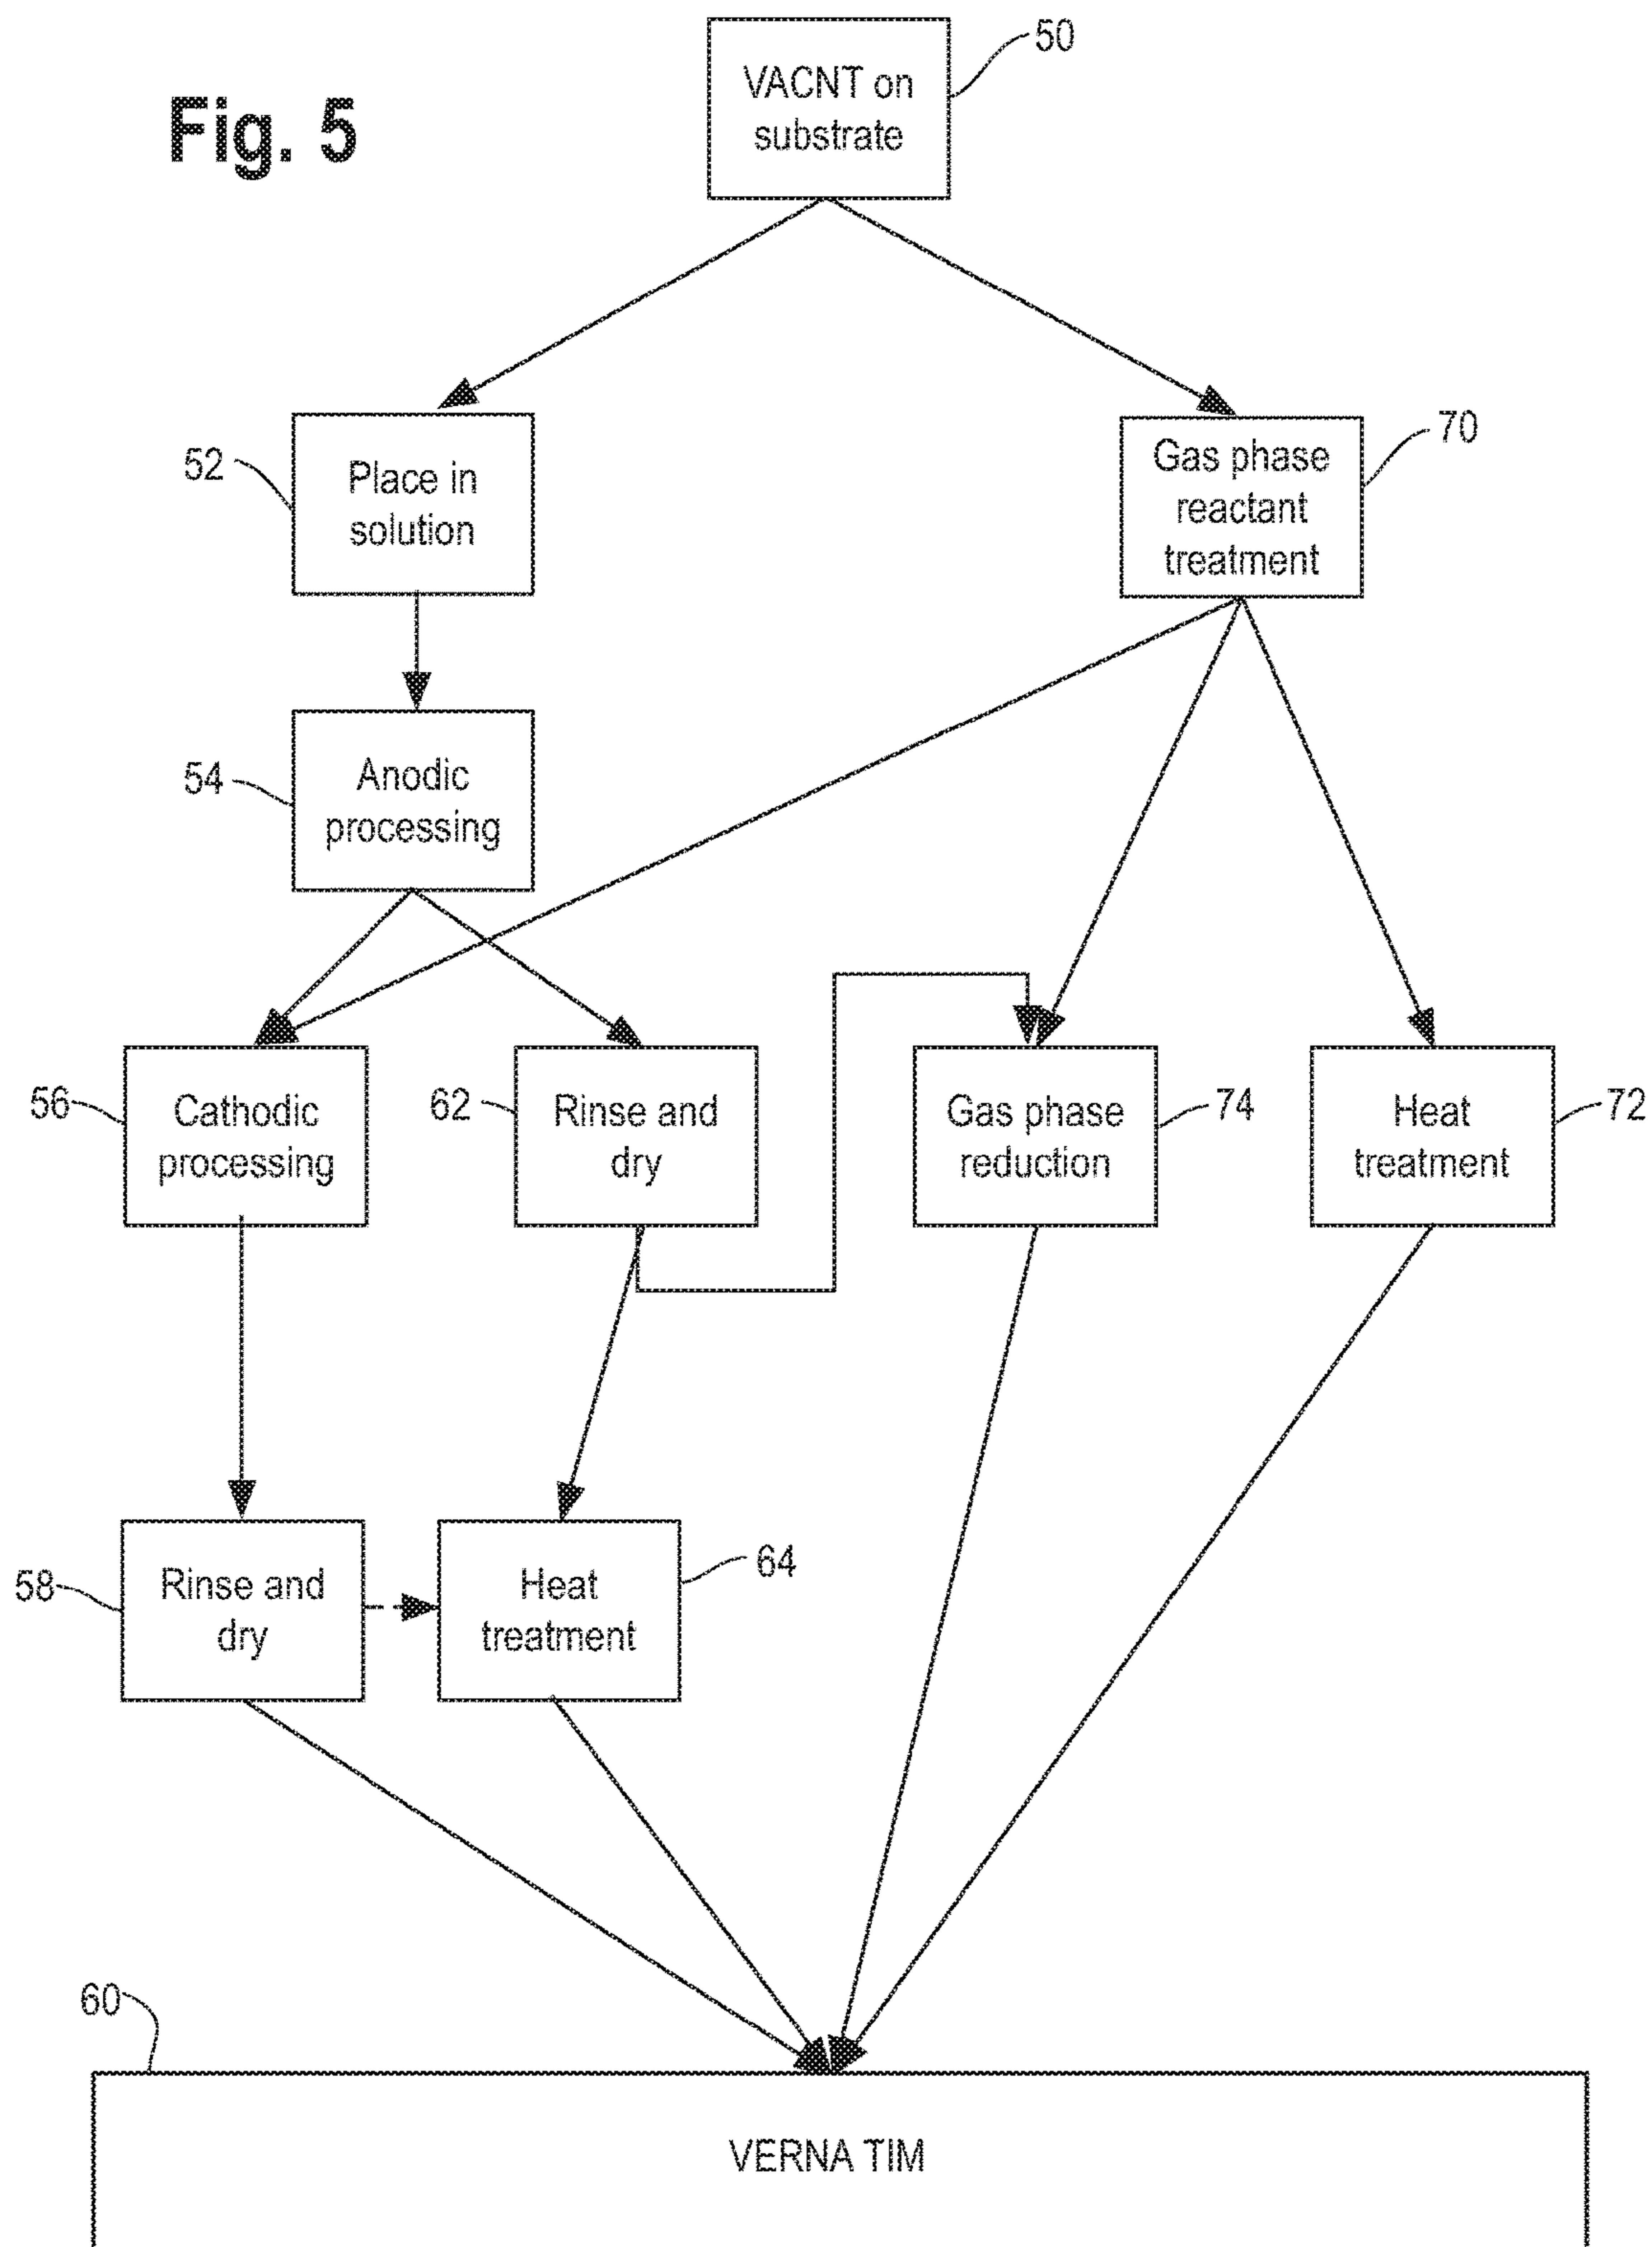 Fig. 5
VACNT on
substrate
50
52
Place in
solution
Gas phase
reactant
treatment
70
54
Anodic
processing
56
Cathodic
processing
62
Rinse and
dry
Gas phase
reduction
74
Heat
treatment
72
58
Rinse and
dry
Heat
treatment
64
60
VERNA TIM